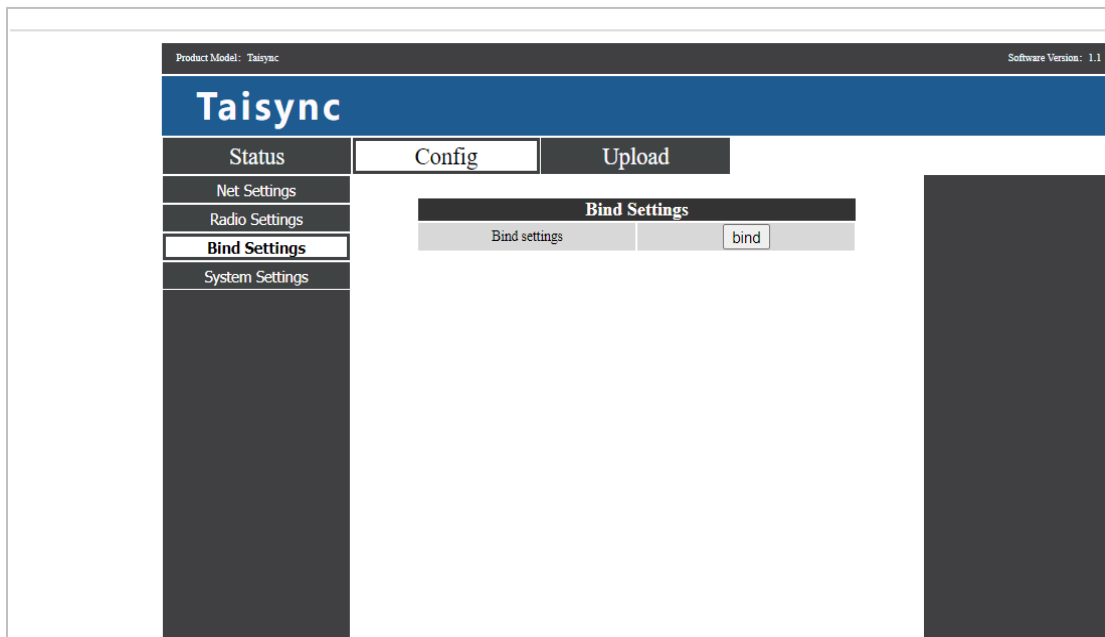 Product Model: Taisync
Software Version: 1.1
Taisync
Status
Config
Upload
Net Settings
Radio Settings
Bind Settings
System Settings
Bind Settings
Bind settings
bind